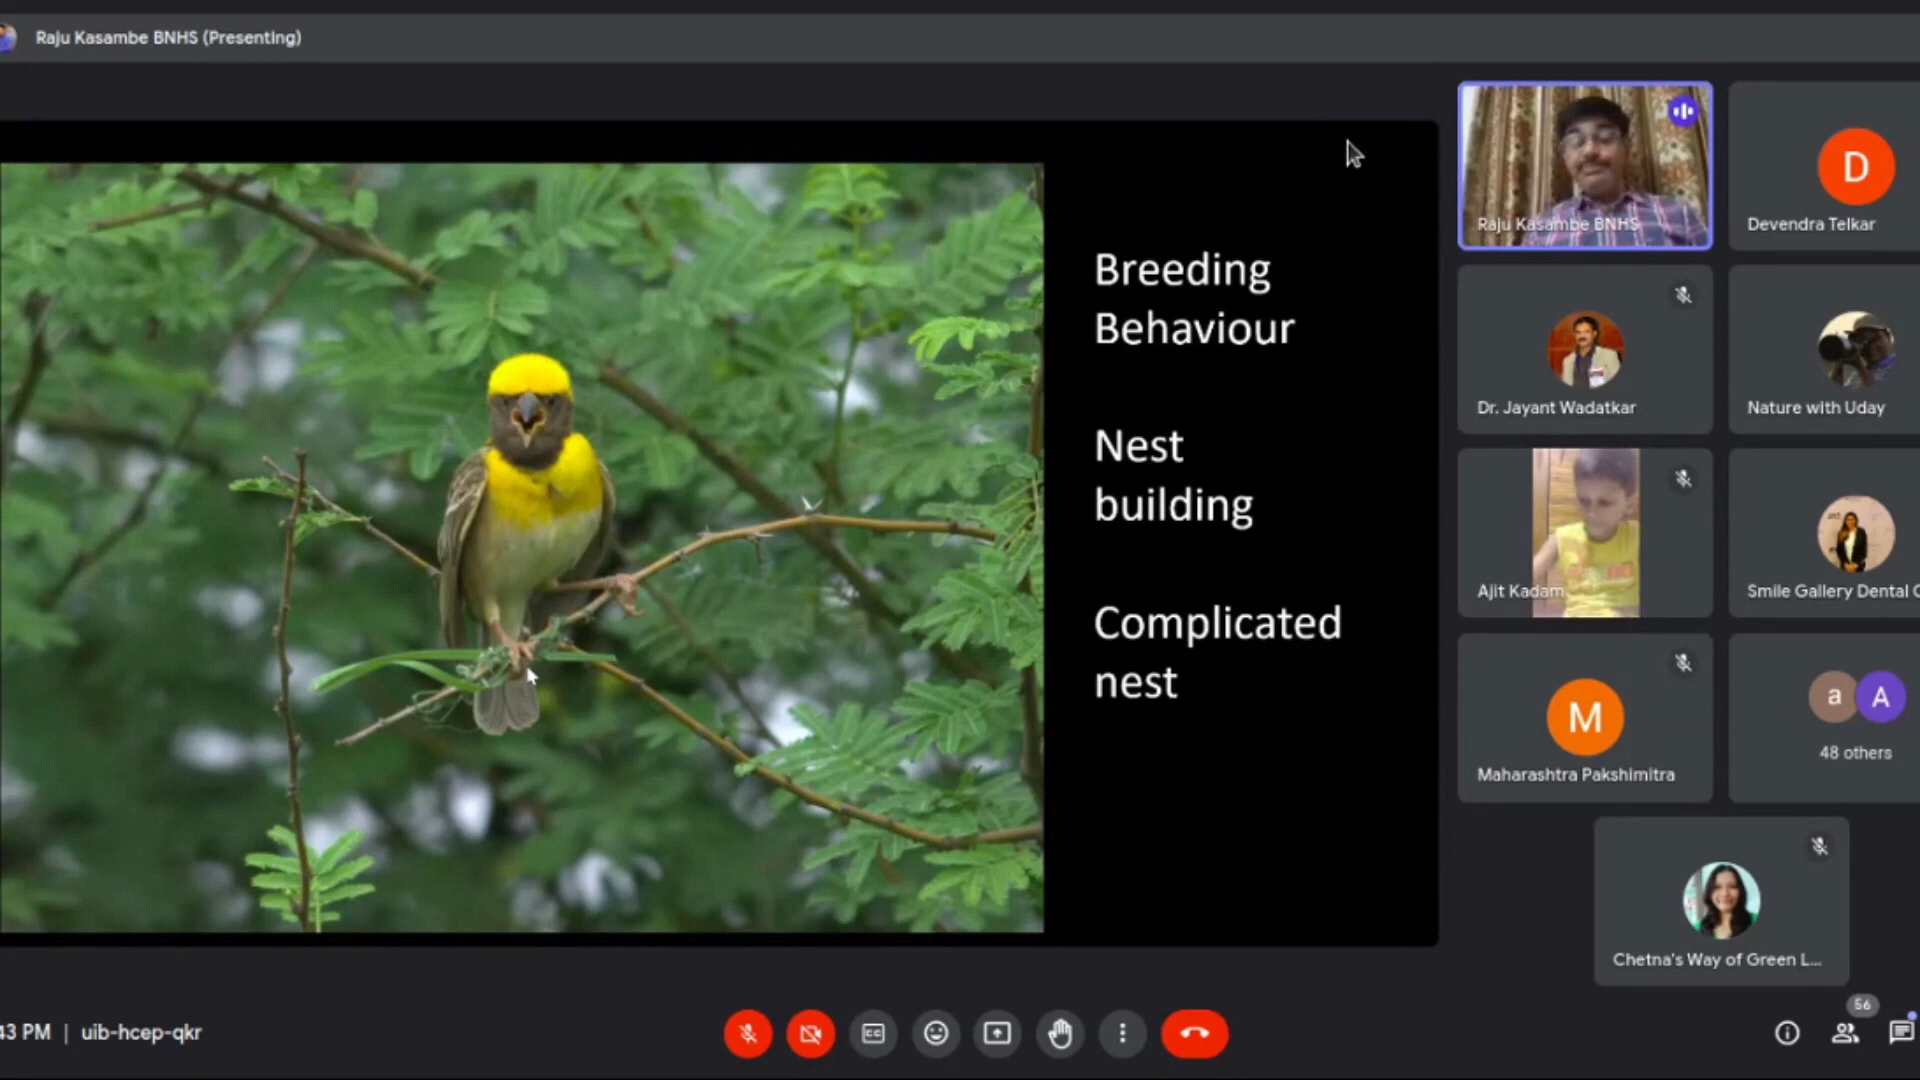 Raju Kasambe BNHS (Presenting)
Breeding
Behaviour
Nest
building
Complicated
nest
Raju Kasambe BNHS
D
Devendra Telkar
Dr. Jayant Wadatkar
Nature with Uday
Ajit Kadam
Smile Gallery Dental C
M
Maharashtra Pakshimitra
a
A
48 others
Chetna's Way of Green L...
43 PM | uib-hcep-qkr
CC
56